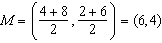 M = ( (4+8)/2 , (2+6)/2 ) = (6,4)